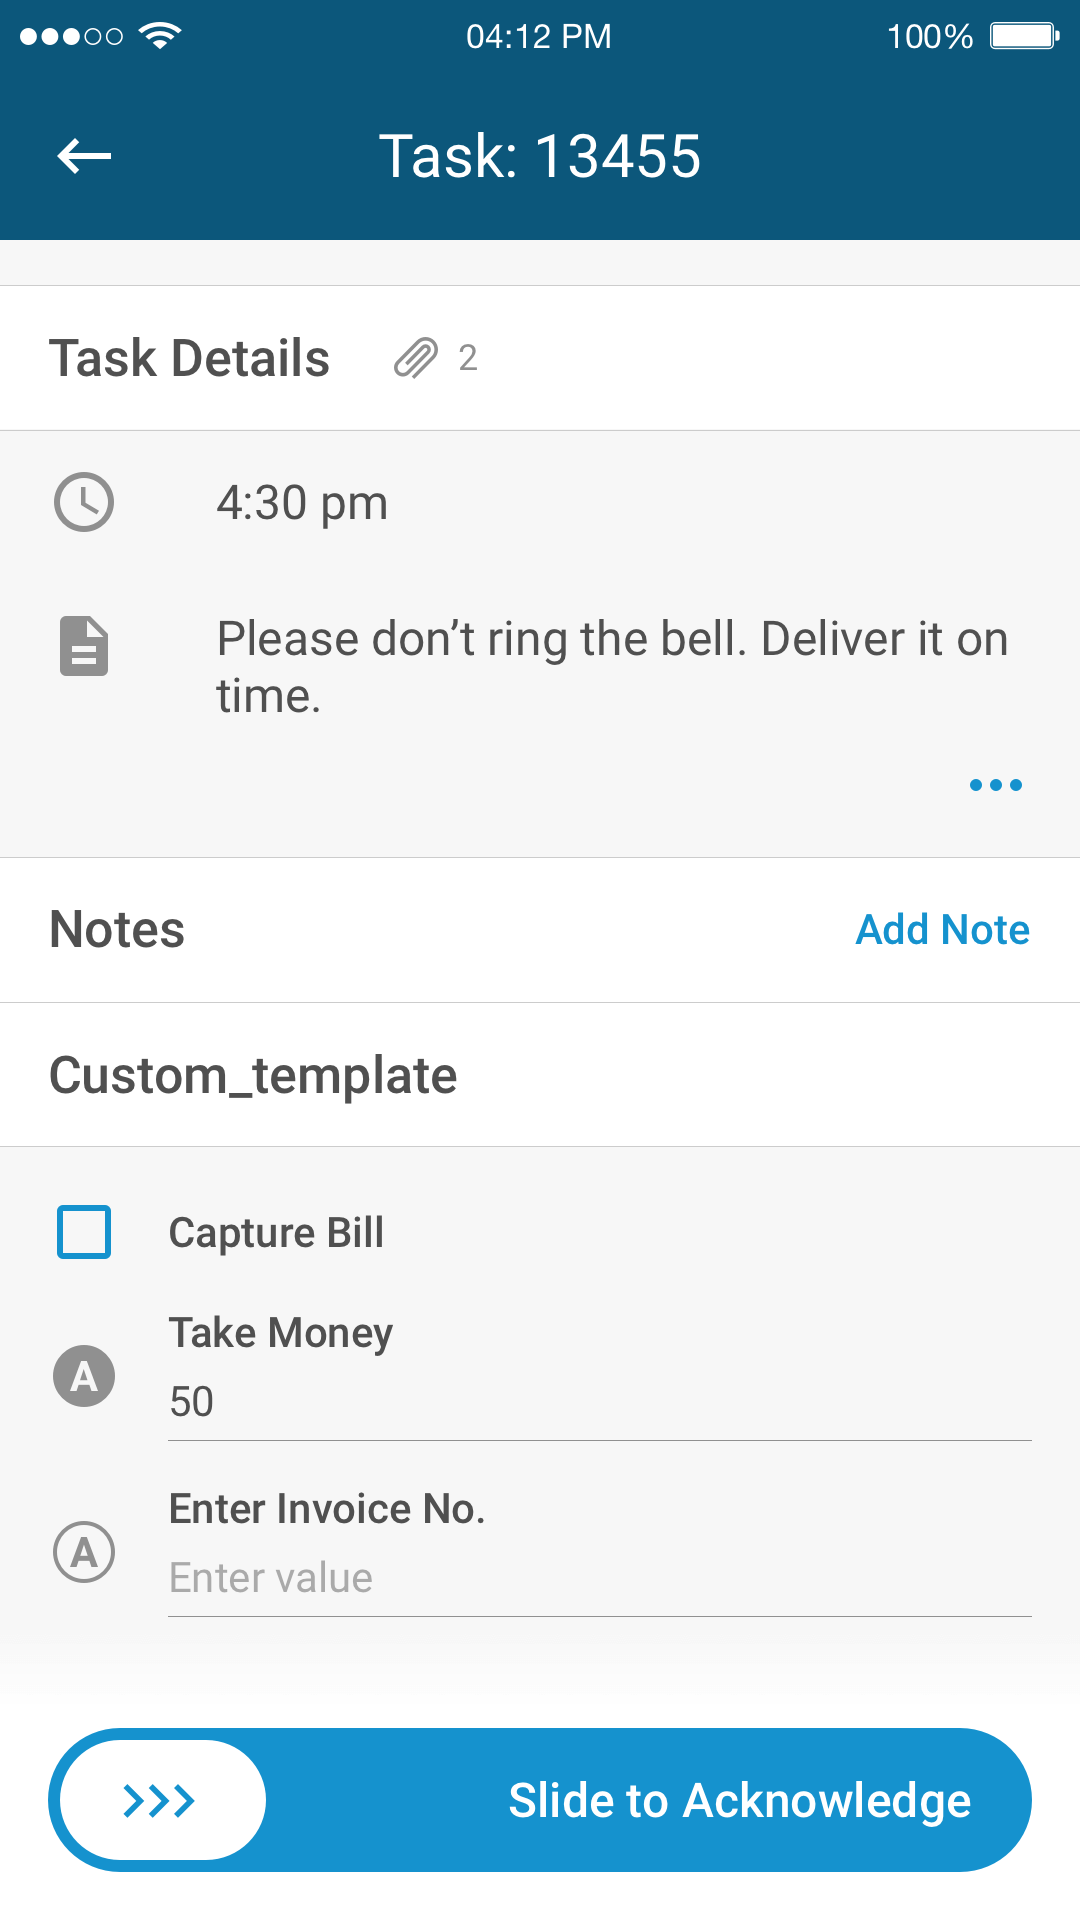 04:12 PM
100%
Task: 13455
Task Details 2
4:30 pm
Please don’t ring the bell. Deliver it on
time.
Notes
Add Note
Custom_template
Capture Bill
Take Money
A
50
Enter Invoice No.
A
Enter value
Slide to Acknowledge